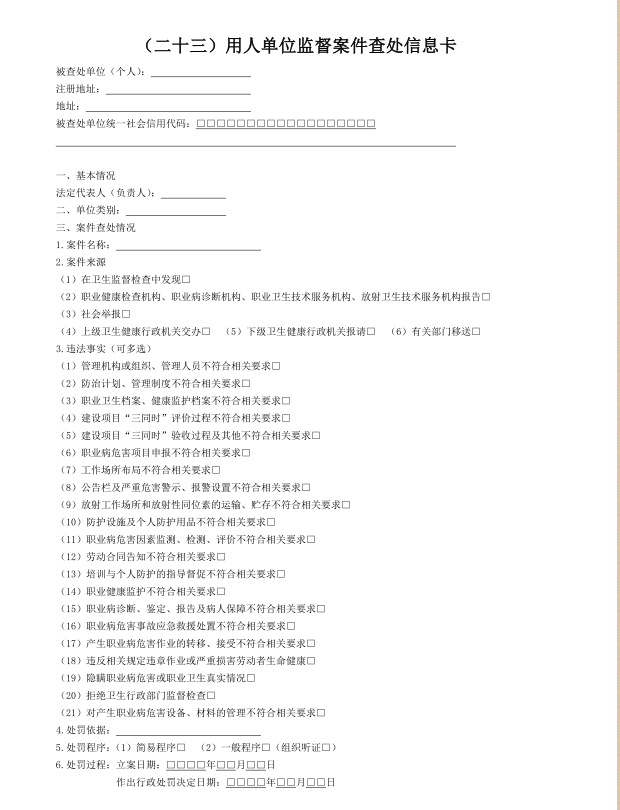 （二十三）用人单位监督案件查处信息卡
被查处单位（个人）：
注册地址：
地址：
被查处单位统一社会信用代码：□□□□□□□□□□□□□□□□□□
一、基本情况
法定代表人（负责人）：
二、单位类别：
三、案件查处情况
1.案件名称：
2.案件来源
（1）在卫生监督检查中发现□
（2）职业健康检查机构、职业病诊断机构、职业卫生技术服务机构、放射卫生技术服务机构报告□
（3）社会举报□
（4）上级卫生健康行政机关交办□ （5）下级卫生健康行政机关报请□ （6）有关部门移送□
3.违法事实（可多选）
（1）管理机构或组织、管理人员不符合相关要求□
（2）防治计划、管理制度不符合相关要求□
（3）职业卫生档案、健康监护档案不符合相关要求□
（4）建设项目“三同时”评价过程不符合相关要求□
（5）建设项目“三同时”验收过程及其他不符合相关要求□
（6）职业病危害项目申报不符合相关要求□
（7）工作场所布局不符合相关要求□
（8）公告栏及严重危害警示、报警设置不符合相关要求□
（9）放射工作场所和放射性同位素的运输、贮存不符合相关要求□
（10）防护设施及个人防护用品不符合相关要求□
（11）职业病危害因素监测、检测、评价不符合相关要求□
（12）劳动合同告知不符合相关要求□
（13）培训与个人防护的指导督促不符合相关要求□
（14）职业健康监护不符合相关要求□
（15）职业病诊断、鉴定、报告及病人保障不符合相关要求□
（16）职业病危害事故应急救援处置不符合相关要求□
（17）产生职业病危害作业的转移、接受不符合相关要求□
（18）违反相关规定违章作业或严重损害劳动者生命健康□
（19）隐瞒职业病危害或职业卫生真实情况□
（20）拒绝卫生行政部门监督检查□
（21）对产生职业病危害设备、材料的管理不符合相关要求□
4.处罚依据：
5.处罚程序：（1）简易程序□ （2）一般程序□（组织听证□）
6.处罚过程：立案日期：□□□□年□□月□□日
作出行政处罚决定日期：□□□□年□□月□□日